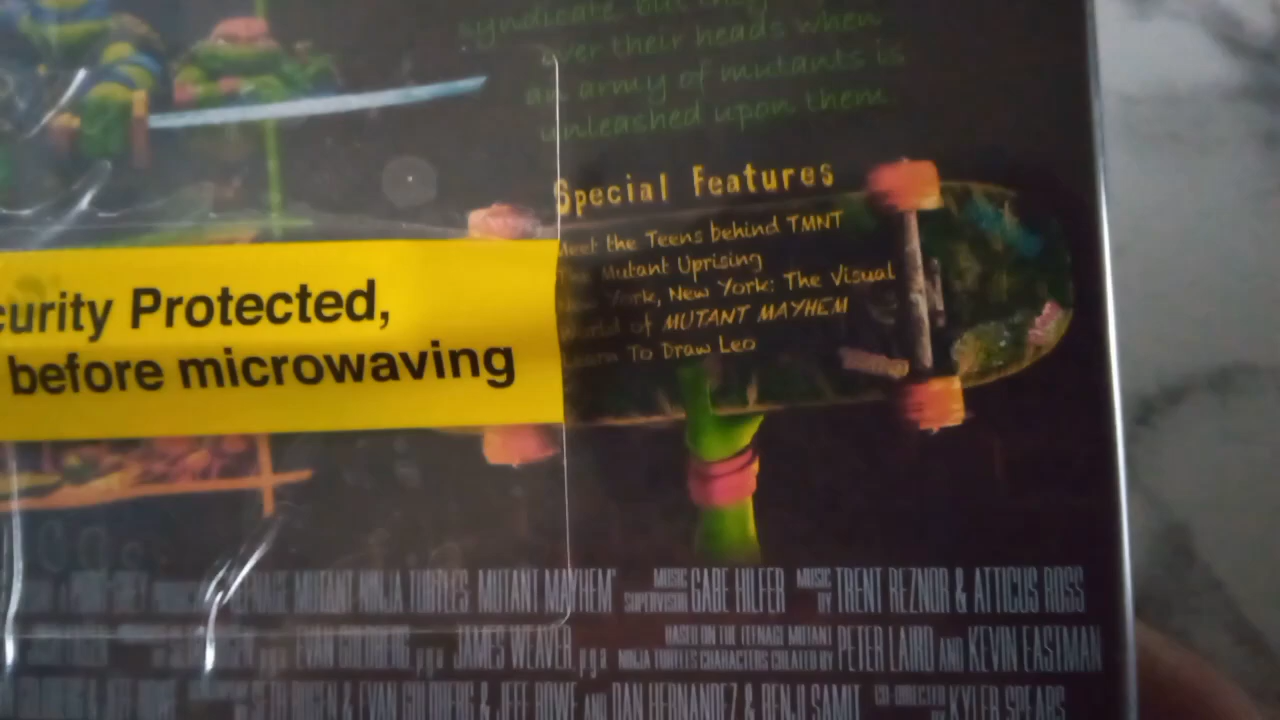 syndicate but they
over their heads when
an army of mutants is
unleashed upon them
Special Features
Meet the Teens behind TMNT
The Mutant Uprising
New York, New York: The Visual
World of MUTANT MAYHEM
Learn To Draw Leo
curity Protected,
before microwaving
MUTANT NINJA TURTLES MUTANT MAYHEM" MUSIC SUPERVISOR GABE HILFER MUSIC BY TRENT REZNOR & ATTICUS ROSS
EVAN GOLDBERG, p.g.a. JAMES WEAVER, p.g.a. BASED ON THE TEENAGE MUTANT NINJA TURTLES CHARACTERS CREATED BY PETER LAIRD AND KEVIN EASTMAN
SETH ROGEN & EVAN GOLDBERG & JEFF ROWE AND DAN HERNANDEZ & BENJI SAMIT CO-DIRECTED BY KYLER SPEARS